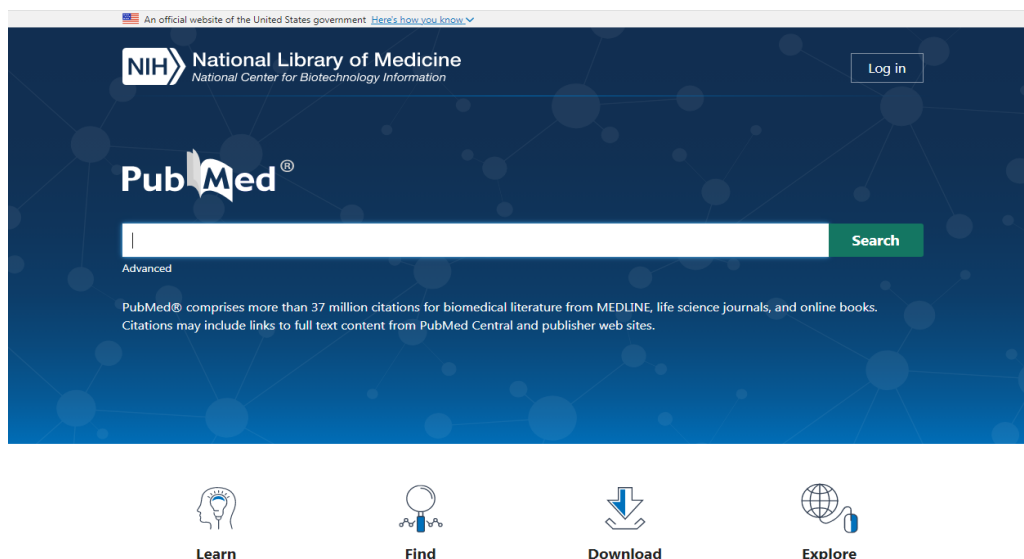 An official website of the United States government Here's how you know
NIH National Library of Medicine
National Center for Biotechnology Information
Log in
PubMed®
Search
Advanced
PubMed® comprises more than 37 million citations for biomedical literature from MEDLINE, life science journals, and online books.
Citations may include links to full text content from PubMed Central and publisher web sites.
Learn Find Download Explore